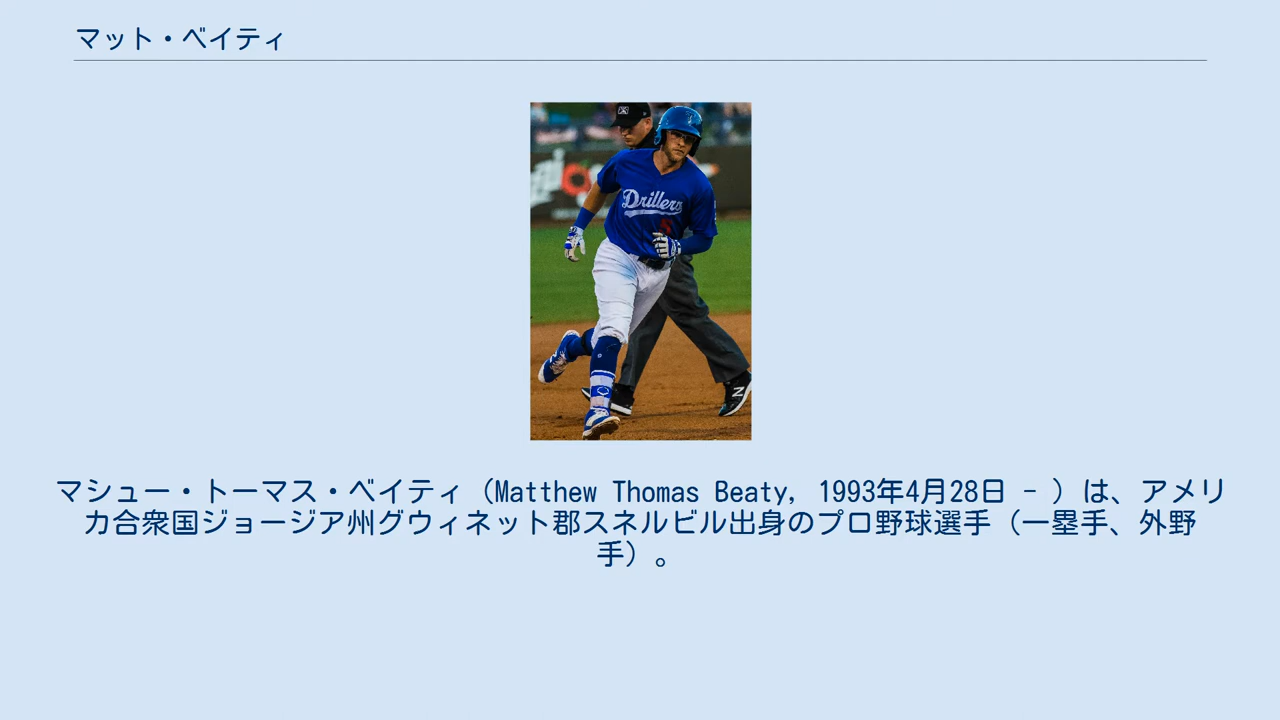 マット・ベイティ
Drillers
マシュー・トーマス・ベイティ（Matthew Thomas Beaty, 1993年4月28日 - ）は、アメリ
カ合衆国ジョージア州グウィネット郡スネルビル出身のプロ野球選手（一塁手、外野
手）。